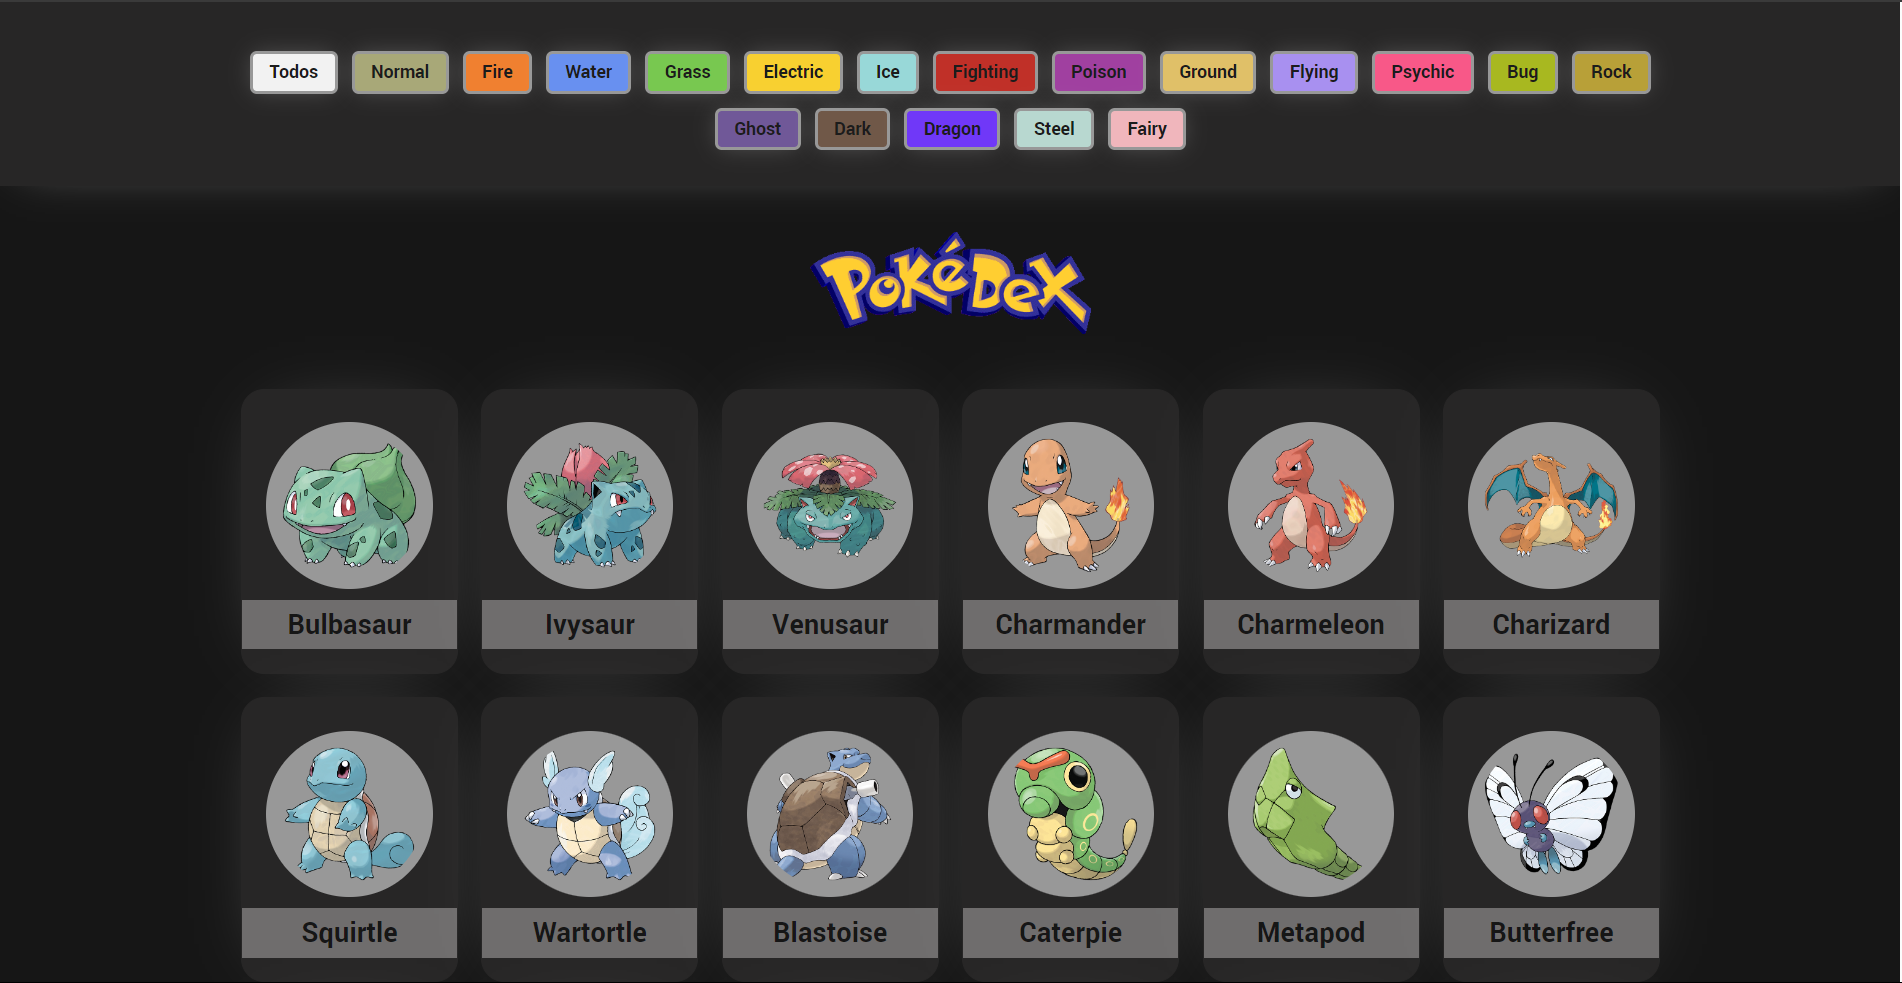 Todos Normal Fire Water Grass Electric Ice Fighting Poison Ground Flying Psychic Bug Rock
Ghost Dark Dragon Steel Fairy
PoKéDeX
Bulbasaur Ivysaur Venusaur Charmander Charmeleon Charizard
Squirtle Wartortle Blastoise Caterpie Metapod Butterfree